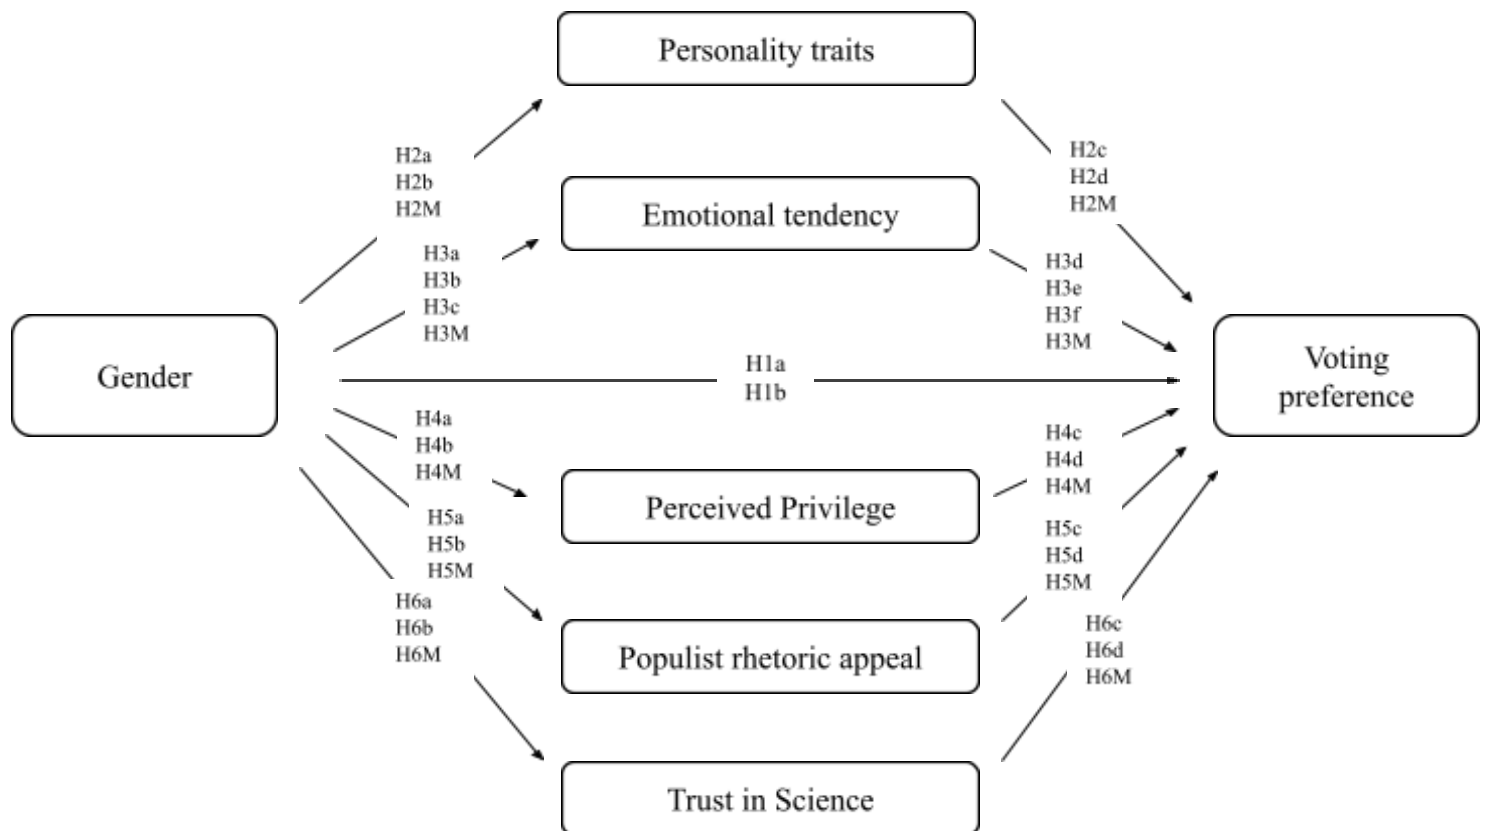 Personality traits
H2a
H2b
H2M
H2c
H2d
H2M
Emotional tendency
H3a
H3b
H3c
H3M
H3d
H3e
H3f
H3M
Gender
H1a
H1b
Voting
preference
H4a
H4b
H4M
H4c
H4d
H4M
Perceived Privilege
H5a
H5b
H5M
H5c
H5d
H5M
Populist rhetoric appeal
H6a
H6b
H6M
H6c
H6d
H6M
Trust in Science